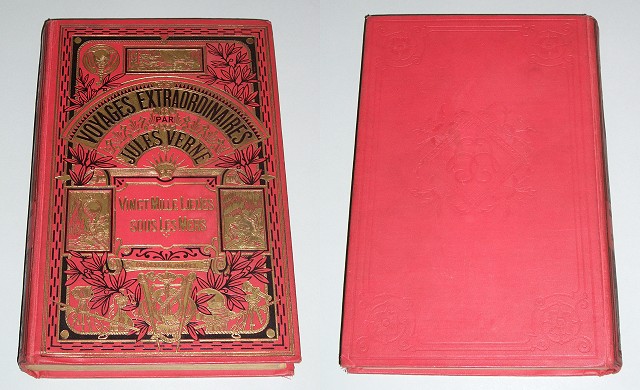 VOYAGES EXTRAORDINAIRES
PAR
JULES VERNE
VINGT MILLE LIEUES
SOUS LES MERS